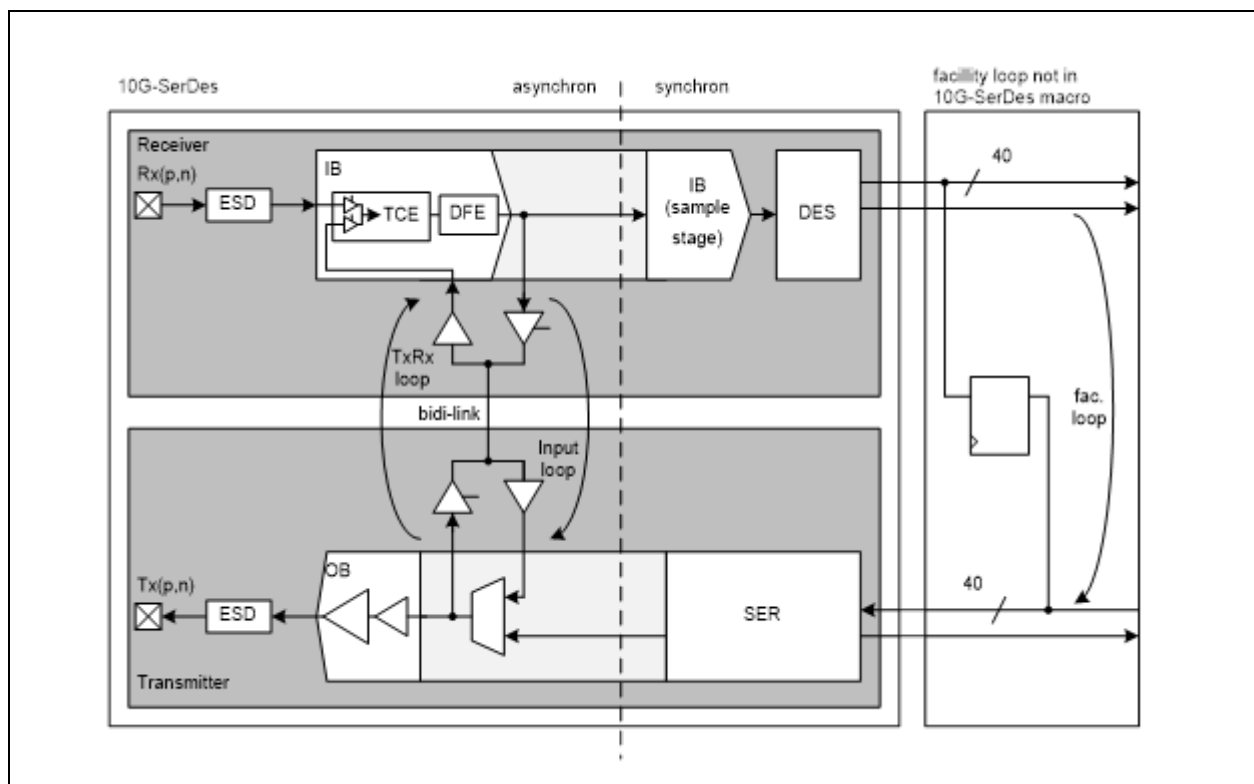 10G-SerDes
asynchron
synchron
facillity loop not in
10G-SerDes macro
Receiver
Rx(p,n)
ESD
IB
TCE
DFE
IB
(sample
stage)
DES
40
TxRx
loop
bidi-link
Input
loop
fac.
loop
Tx(p,n)
ESD
OB
SER
40
Transmitter